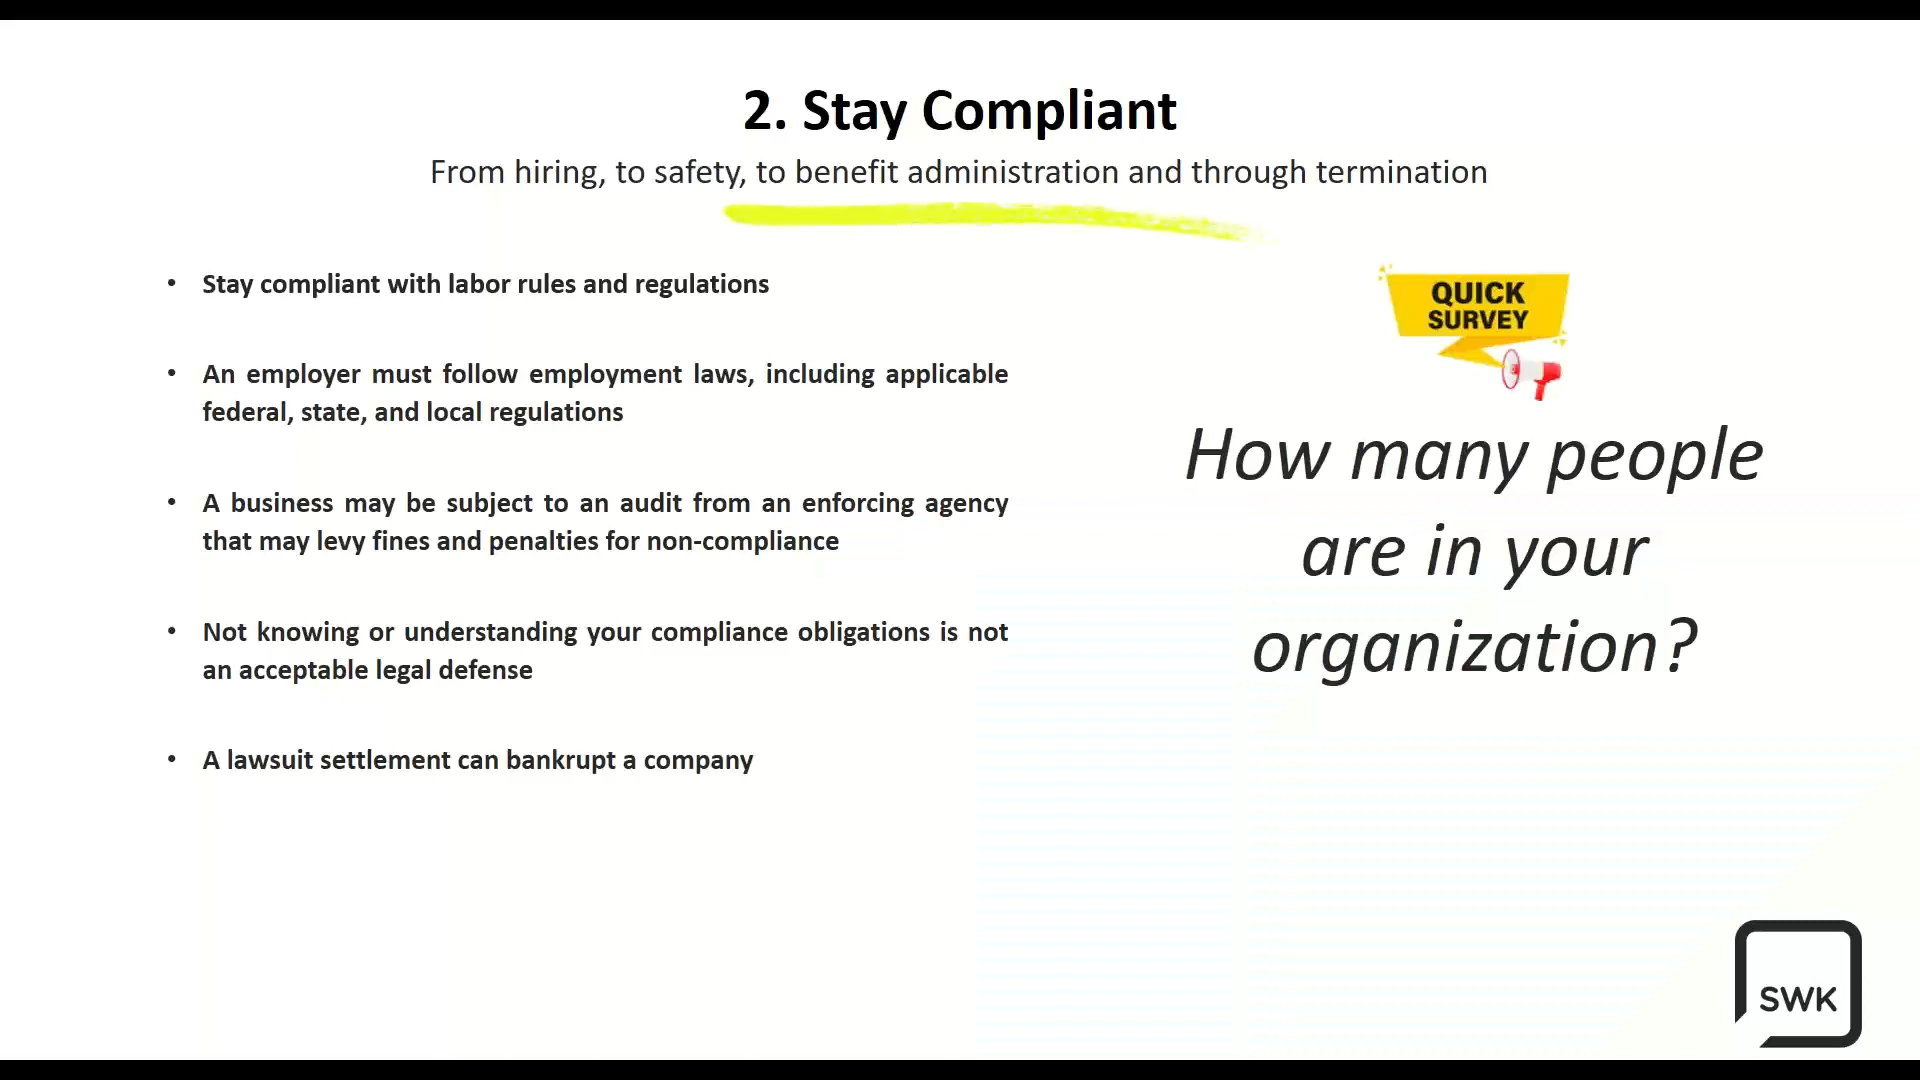 2. Stay Compliant
From hiring, to safety, to benefit administration and through termination
• Stay compliant with labor rules and regulations
• An employer must follow employment laws, including applicable
federal, state, and local regulations
• A business may be subject to an audit from an enforcing agency
that may levy fines and penalties for non-compliance
• Not knowing or understanding your compliance obligations is not
an acceptable legal defense
• A lawsuit settlement can bankrupt a company
QUICK
SURVEY
How many people
are in your
organization?
SWK